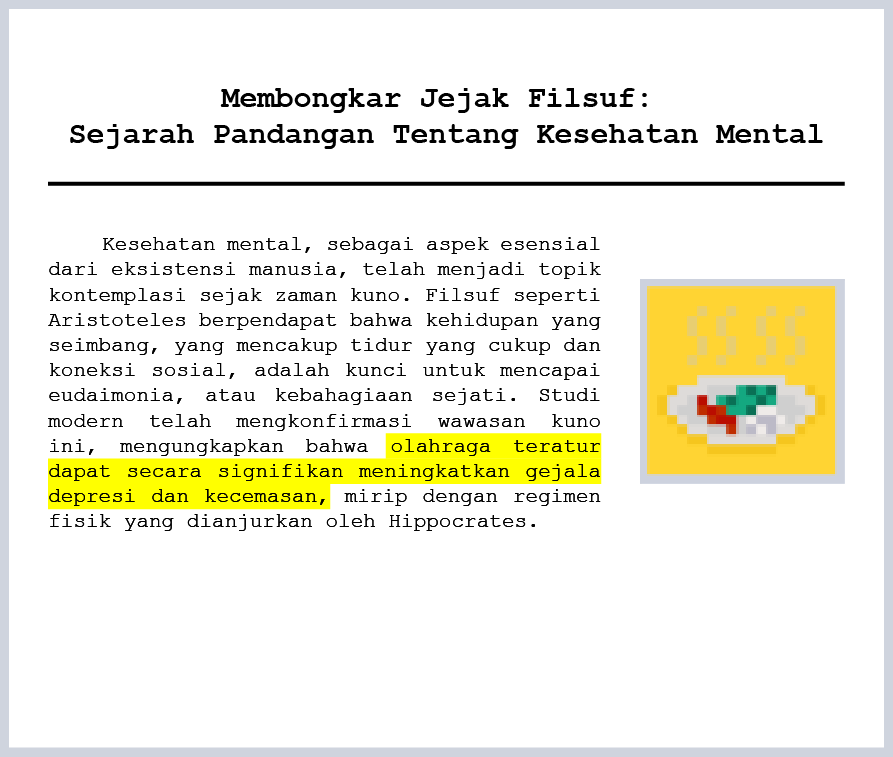 Membongkar Jejak Filsuf:
Sejarah Pandangan Tentang Kesehatan Mental
Kesehatan mental, sebagai aspek esensial
dari eksistensi manusia, telah menjadi topik
kontemplasi sejak zaman kuno. Filsuf seperti
Aristoteles berpendapat bahwa kehidupan yang
seimbang, yang mencakup tidur yang cukup dan
koneksi sosial, adalah kunci untuk mencapai
eudaimonia, atau kebahagiaan sejati. Studi
modern telah mengkonfirmasi wawasan kuno
ini, mengungkapkan bahwa olahraga teratur
dapat secara signifikan meningkatkan gejala
depresi dan kecemasan, mirip dengan regimen
fisik yang dianjurkan oleh Hippocrates.